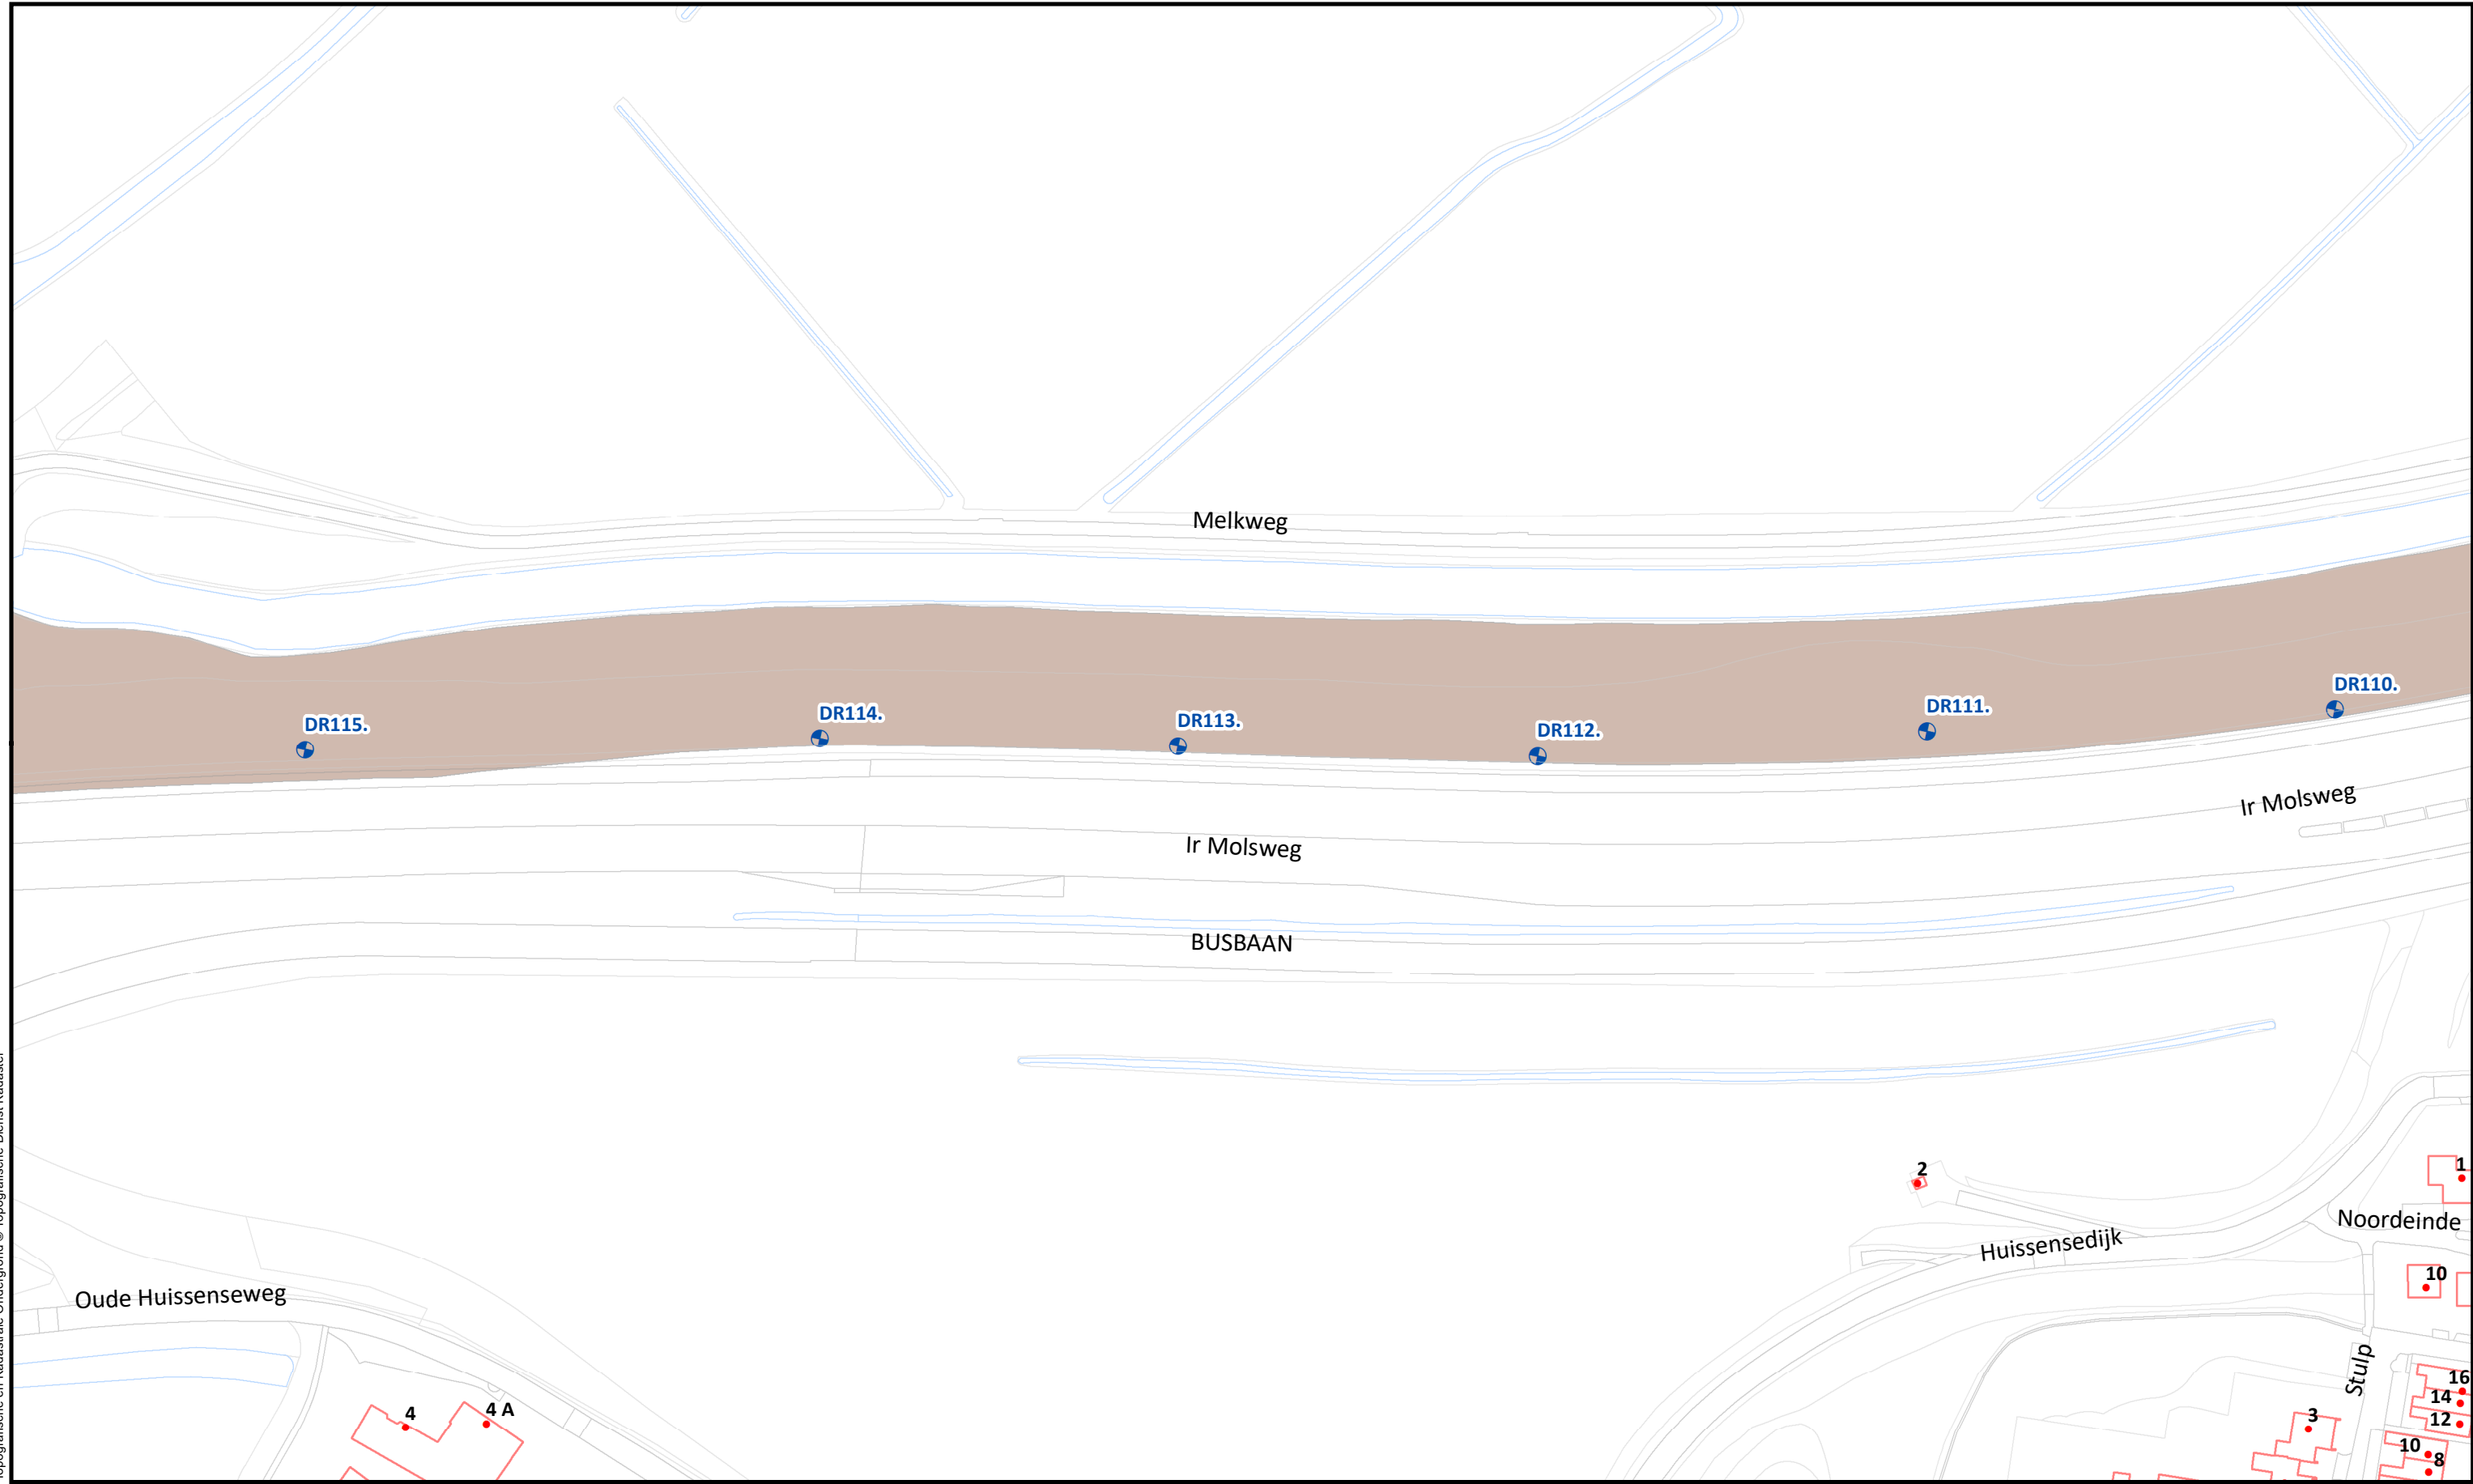 Melkweg
DR110.
DR111.
DR114.
DR113.
DR115.
DR112.
Ir Molsweg
Ir Molsweg
BUSBAAN
2
1
Noordeinde
Huissensedijk
10
Oude Huissenseweg
Stulp
16
14
4
4 A
3
12
10
8